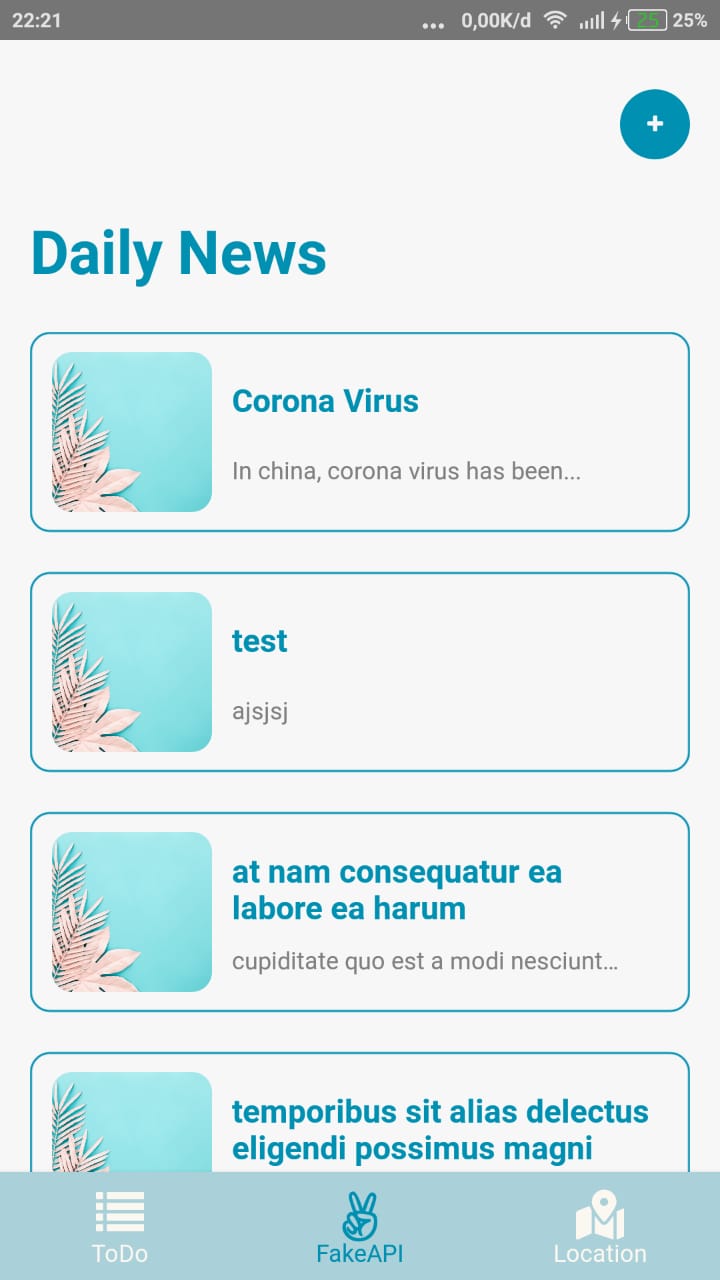 22:21 ... 0,00K/d 25 25%
+
Daily News
Corona Virus
In china, corona virus has been...
test
ajsjsj
at nam consequatur ea
labore ea harum
cupiditate quo est a modi nesciunt...
temporibus sit alias delectus
eligendi possimus magni
ToDo FakeAPI Location